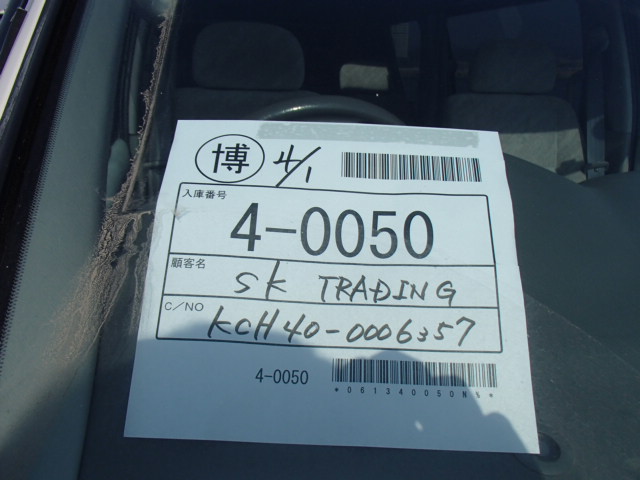 博 4/1
入庫番号
4-0050
顧客名
SK TRADING
C/NO
KCH40-0006357
4-0050
*061340050NS*